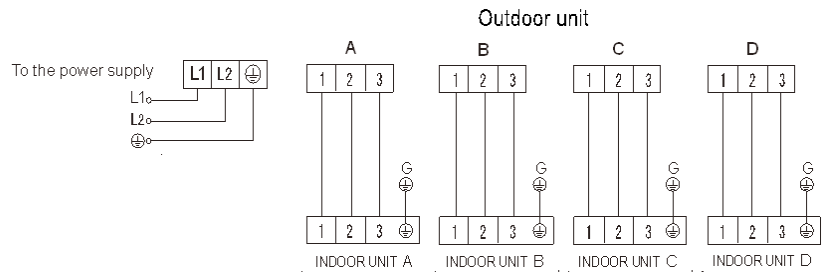 Outdoor unit
A B C D
To the power supply L1 L2 1 2 3 1 2 3 1 2 3 1 2 3
L1
L2
G G G G
1 2 3 1 2 3 1 2 3 1 2 3
INDOOR UNIT A INDOOR UNIT B INDOOR UNIT C INDOOR UNIT D